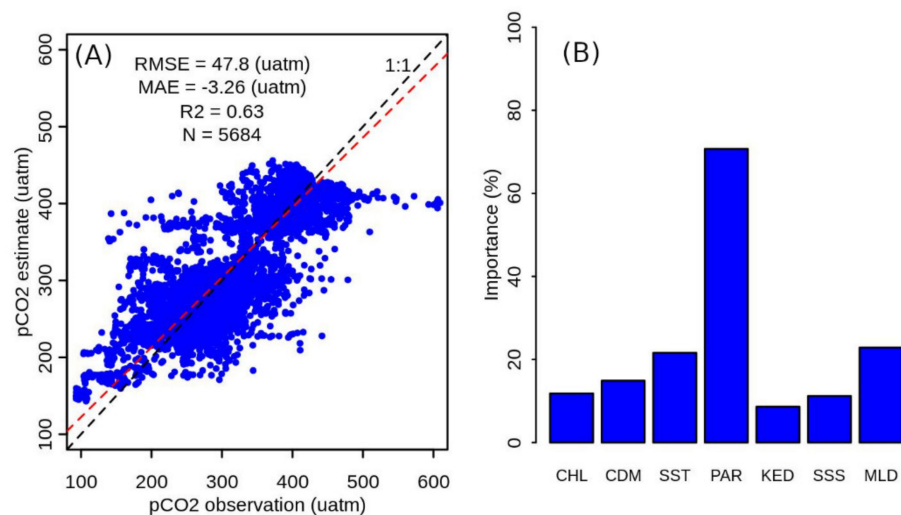 (A)
RMSE = 47.8 (uatm)
MAE = -3.26 (uatm)
R2 = 0.63
N = 5684
1:1
600
500
400
300
200
100
pCO2 estimate (uatm)
100 200 300 400 500 600
pCO2 observation (uatm)
(B)
100
80
60
40
20
0
Importance (%)
CHL CDM SST PAR KED SSS MLD